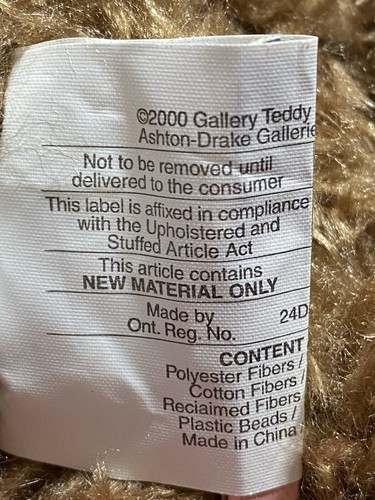 ©2000 Gallery Teddy
Ashton-Drake Gallerie
Not to be removed until
delivered to the consumer
This label is affixed in compliance
with the Upholstered and
Stuffed Article Act
This article contains
NEW MATERIAL ONLY
Made by 24D
Ont. Reg. No.
CONTENT
Polyester Fibers /
Cotton Fibers /
Reclaimed Fibers
Plastic Beads /
Made in China